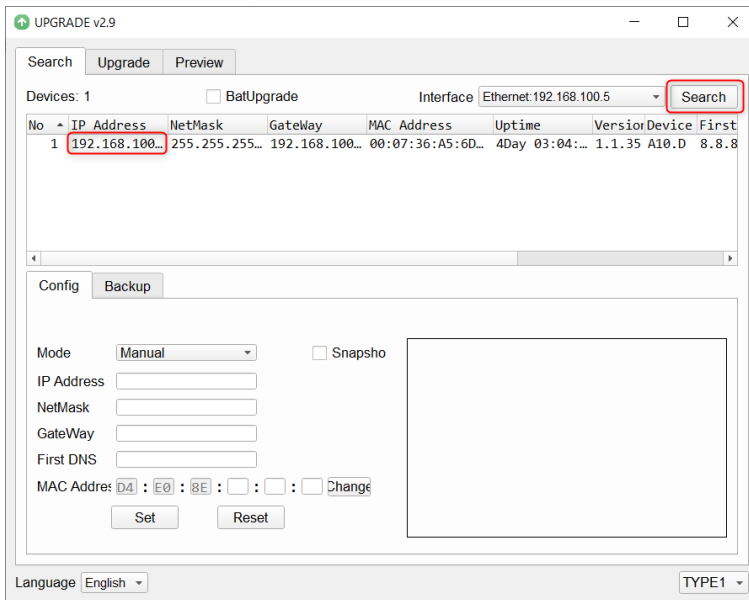 UPGRADE v2.9
Search Upgrade Preview
Devices: 1 BatUpgrade Interface Ethernet:192.168.100.5 Search
No IP Address NetMask GateWay MAC Address Uptime Version Device First
1 192.168.100… 255.255.255… 192.168.100… 00:07:36:A5:6D… 4Day 03:04:… 1.1.35 A10.D 8.8.8
Config Backup
Mode Manual Snapsho
IP Address
NetMask
GateWay
First DNS
MAC Addres D4 : E0 : 8E : : : Change
Set Reset
Language English TYPE1